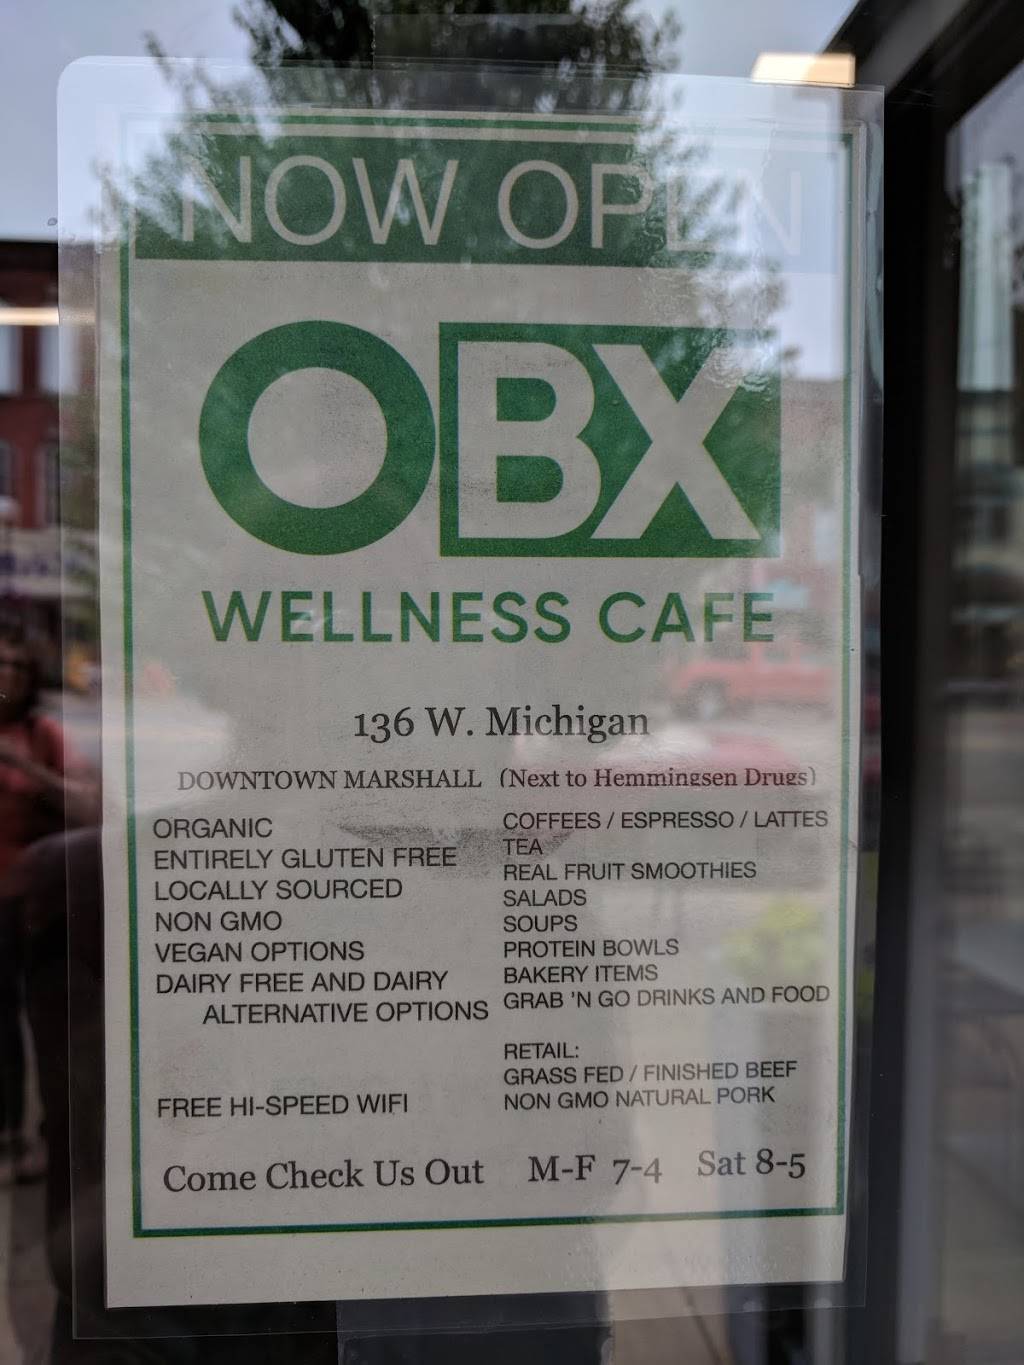 NOW OPEN
OBX
WELLNESS CAFE
136 W. Michigan
DOWNTOWN MARSHALL (Next to Hemmingsen Drugs)
ORGANIC
ENTIRELY GLUTEN FREE
LOCALLY SOURCED
NON GMO
VEGAN OPTIONS
DAIRY FREE AND DAIRY
ALTERNATIVE OPTIONS
FREE HI-SPEED WIFI
COFFEES / ESPRESSO / LATTES
TEA
REAL FRUIT SMOOTHIES
SALADS
SOUPS
PROTEIN BOWLS
BAKERY ITEMS
GRAB 'N GO DRINKS AND FOOD
RETAIL:
GRASS FED / FINISHED BEEF
NON GMO NATURAL PORK
Come Check Us Out M-F 7-4 Sat 8-5